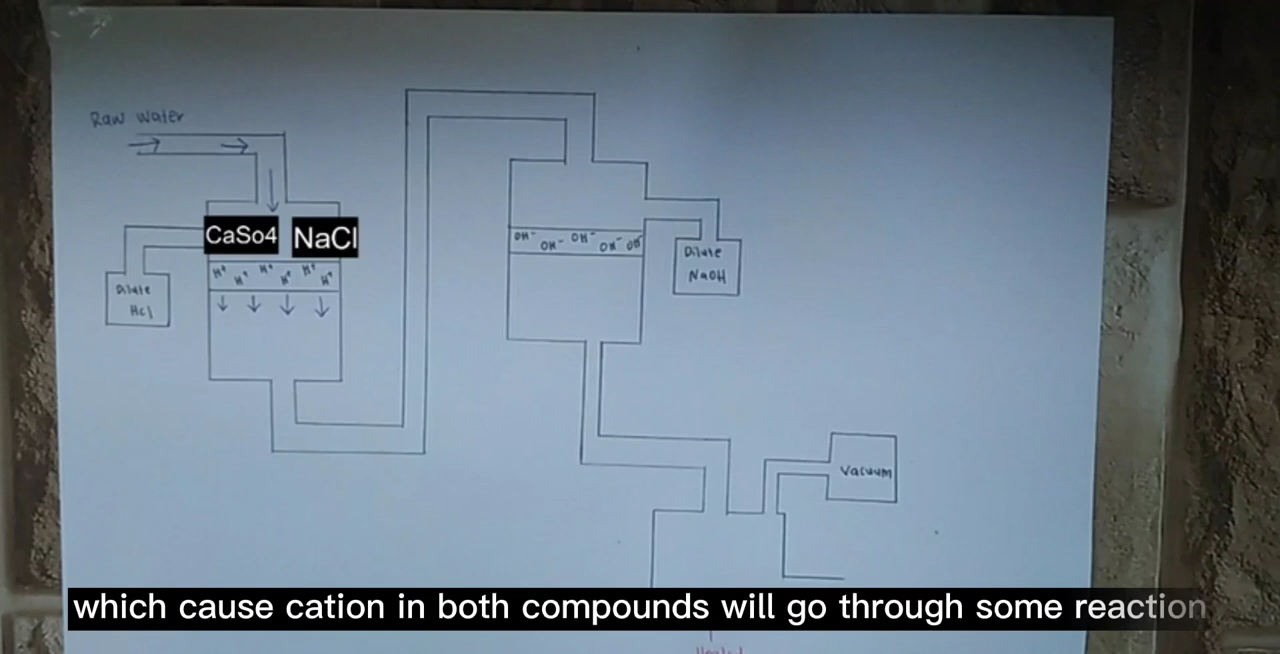 Raw water
CaSo4 NaCl
H+ H+ H+ H+ H+ H+
Dilute
HCl
OH- OH- OH- OH- OH-
Dilute
NaOH
Vacuum
which cause cation in both compounds will go through some reaction